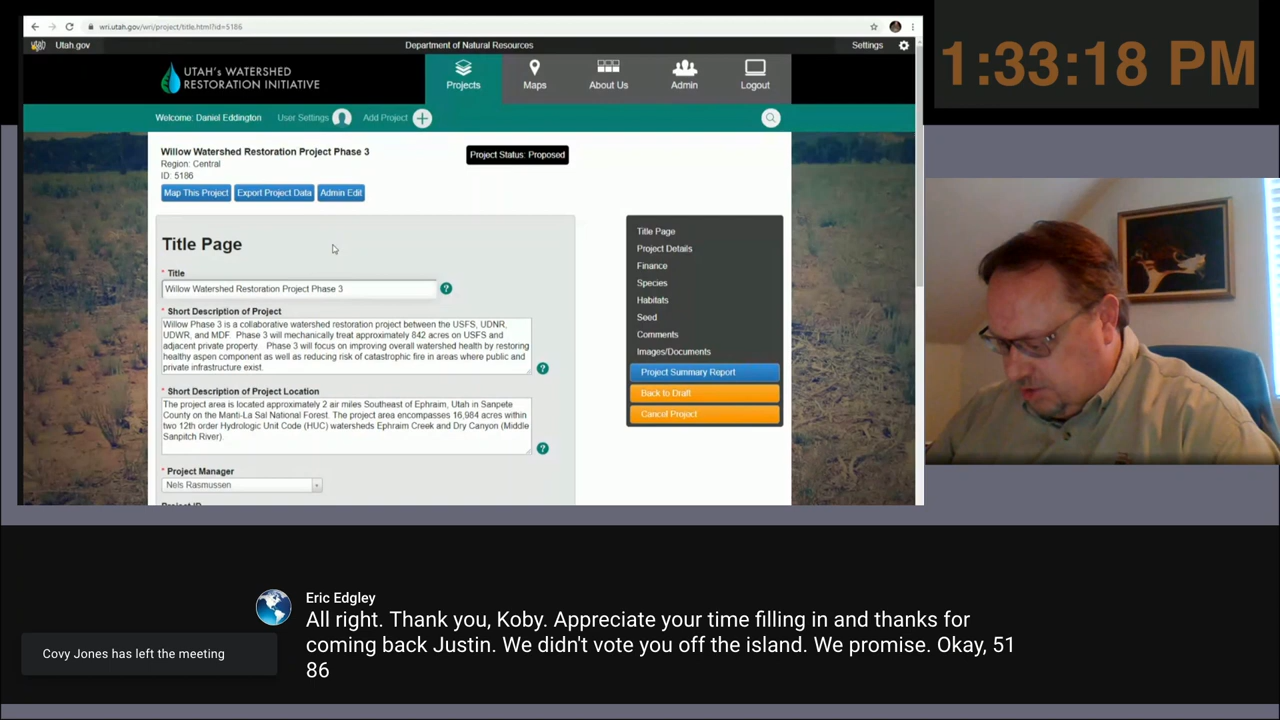 wri.utah.gov/wri/project/title.html?id=5186
Utah.gov
Department of Natural Resources
Settings
UTAH's WATERSHED
RESTORATION INITIATIVE
Projects
Maps
About Us
Admin
Logout
Welcome: Daniel Eddington
User Settings
Add Project
1:33:18 PM
Willow Watershed Restoration Project Phase 3
Region: Central
ID: 5186
Project Status: Proposed
Map This Project
Export Project Data
Admin Edit
Title Page
* Title
Willow Watershed Restoration Project Phase 3
?
* Short Description of Project
Willow Phase 3 is a collaborative watershed restoration project between the USFS, UDNR,
UDWR, and MDF. Phase 3 will mechanically treat approximately 842 acres on USFS and
adjacent private property. Phase 3 will focus on improving overall watershed health by restoring
healthy aspen component as well as reducing risk of catastrophic fire in areas where public and
private infrastructure exist.
?
* Short Description of Project Location
The project area is located approximately 2 air miles Southeast of Ephraim, Utah in Sanpete
County on the Manti-La Sal National Forest. The project area encompasses 16,984 acres within
two 12th order Hydrologic Unit Code (HUC) watersheds Ephraim Creek and Dry Canyon (Middle
Sanpitch River).
?
* Project Manager
Nels Rasmussen
Project ID
Title Page
Project Details
Finance
Species
Habitats
Seed
Comments
Images/Documents
Project Summary Report
Back to Draft
Cancel Project
Eric Edgley
All right. Thank you, Koby. Appreciate your time filling in and thanks for
coming back Justin. We didn't vote you off the island. We promise. Okay, 51
86
Covy Jones has left the meeting